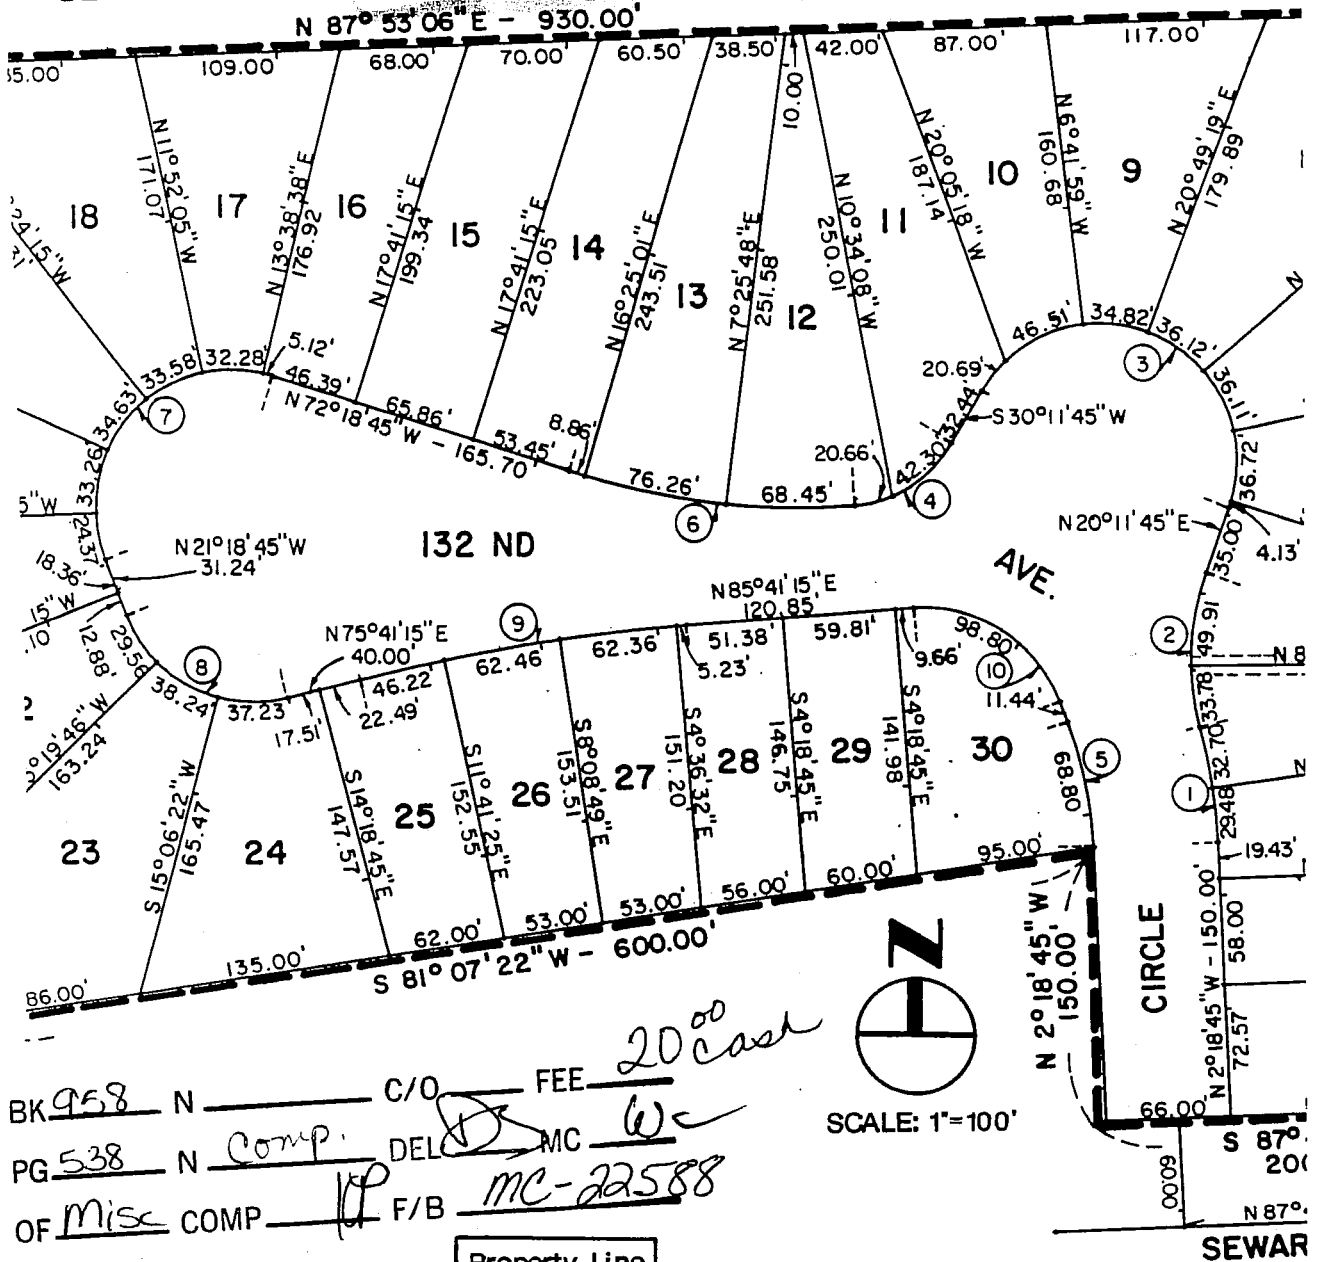 N 87° 53' 06" E - 930.00'
35.00'
109.00'
68.00'
70.00'
60.50'
38.50'
10.00'
42.00'
87.00'
117.00'
24' 15" W
18
N 11° 52' 05" W
171.07
17
N 13° 38' 38" E
176.92'
16
N 17° 41' 15" E
199.34'
15
N 17° 41' 15" E
223.05'
14
N 16° 25' 01" E
243.51'
13
N 7° 25' 48" E
251.58'
12
N 10° 34' 08" W
250.01
11
N 20° 05' 18" W
187.14
10
N 6° 41' 59" W
160.68
9
N 20° 49' 19" E
179.89'
N
33.58'
32.28'
5.12'
46.39'
65.86'
53.45'
8.86'
N 72° 18' 45" W - 165.70'
76.26'
68.45'
20.66'
42.30'
32.44'
20.69'
46.51'
34.82'
36.12'
36.11'
36.72'
3
S 30° 11' 45" W
4
6
7
34.63'
33.26'
5" W
24.37'
18.36'
N 21° 18' 45" W
31.24'
132 ND
AVE.
N 20° 11' 45" E
35.00'
4.13'
15" W
.10
12.88'
29.56
38.24'
8
37.23'
17.51'
N 75° 41' 15" E
40.00'
22.49'
46.22'
9
62.46'
62.36'
N 85° 41' 15" E
120.85'
51.38'
5.23'
59.81'
9.66'
98.80'
10
11.44'
68.80
5
2
49.91'
N 8
33.78'
32.70'
1
29.48'
N
19.43'
2
° 19' 46" W
163.24'
23
S 15° 06' 22" W
165.47'
24
S 14° 18' 45" E
147.57'
25
S 11° 41' 25" E
152.55
26
S 8° 08' 49" E
153.51'
27
S 4° 36' 32" E
151.20'
28
S 4° 18' 45" E
146.75'
29
S 4° 18' 45" E
141.98'
30
86.00'
135.00'
62.00'
53.00'
53.00'
56.00'
60.00'
95.00'
S 81° 07' 22" W - 600.00'
N 2° 18' 45" W
150.00'
CIRCLE
N 2° 18' 45" W - 150.00'
58.00
72.57
66.00'
60.00'
S 87°
200
N 87°
SEWAR
N
SCALE: 1"=100'
BK 958 N C/O FEE 20 00 Cash
PG 538 N Comp. DEL MC
OF Misc COMP F/B MC-22588
Property Line